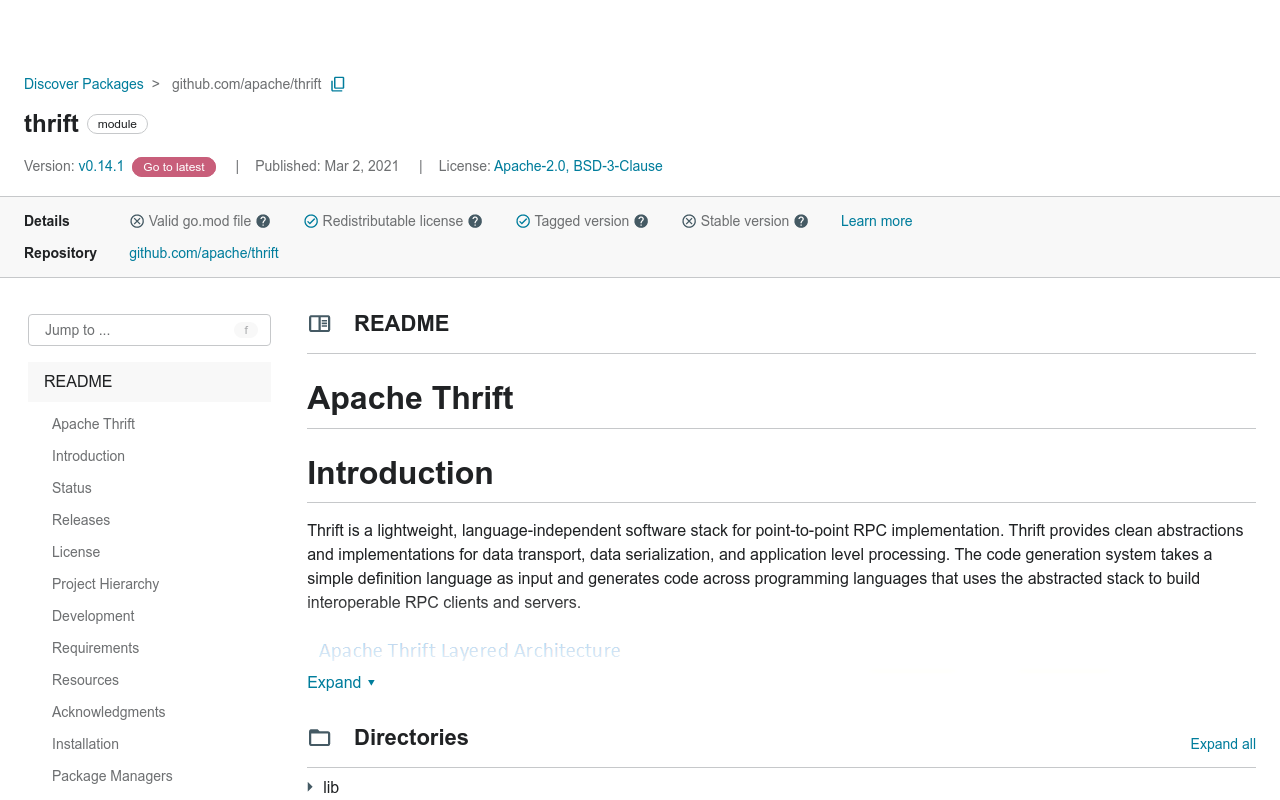 Discover Packages > github.com/apache/thrift
thrift module
Version: v0.14.1 Go to latest | Published: Mar 2, 2021 | License: Apache-2.0, BSD-3-Clause
Details Valid go.mod file ? Redistributable license ? Tagged version ? Stable version ? Learn more
Repository github.com/apache/thrift
Jump to ... f
README
Apache Thrift
Introduction
Status
Releases
License
Project Hierarchy
Development
Requirements
Resources
Acknowledgments
Installation
Package Managers
README
Apache Thrift
Introduction
Thrift is a lightweight, language-independent software stack for point-to-point RPC implementation. Thrift provides clean abstractions
and implementations for data transport, data serialization, and application level processing. The code generation system takes a
simple definition language as input and generates code across programming languages that uses the abstracted stack to build
interoperable RPC clients and servers.
Apache Thrift Layered Architecture
Expand ▾
Directories
Expand all
lib